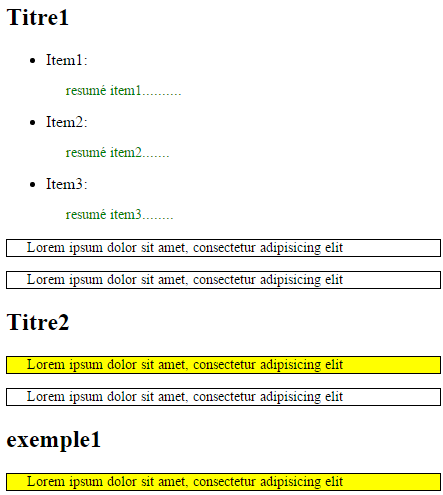 Titre1
Item1:
resumé item1..........
Item2:
resumé item2.......
Item3:
resumé item3........
Lorem ipsum dolor sit amet, consectetur adipisicing elit
Lorem ipsum dolor sit amet, consectetur adipisicing elit
Titre2
Lorem ipsum dolor sit amet, consectetur adipisicing elit
Lorem ipsum dolor sit amet, consectetur adipisicing elit
exemple1
Lorem ipsum dolor sit amet, consectetur adipisicing elit